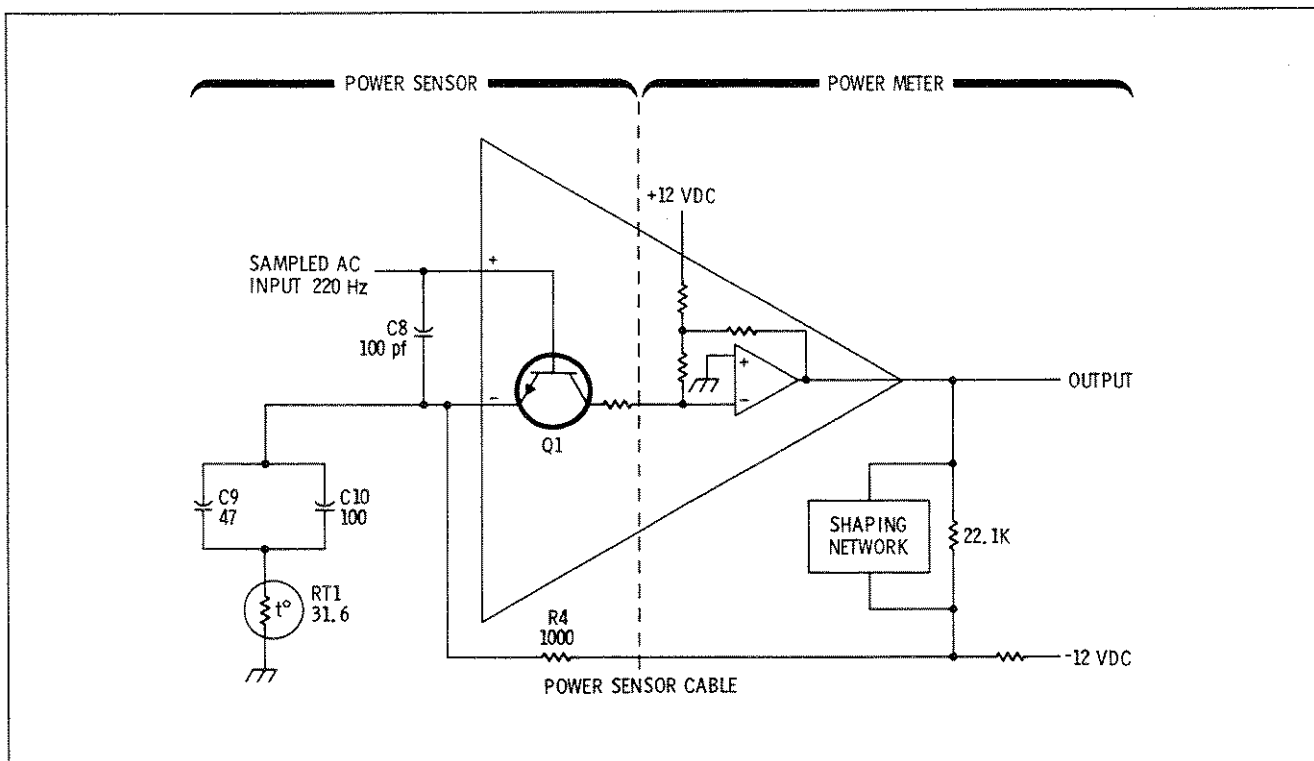 POWER SENSOR
POWER METER
+12 VDC
SAMPLED AC
INPUT 220 Hz
+
C8
100 pf
-
Q1
+
-
OUTPUT
C9
47
C10
100
SHAPING
NETWORK
22.1K
RT1
31.6
t°
R4
1000
-12 VDC
POWER SENSOR CABLE